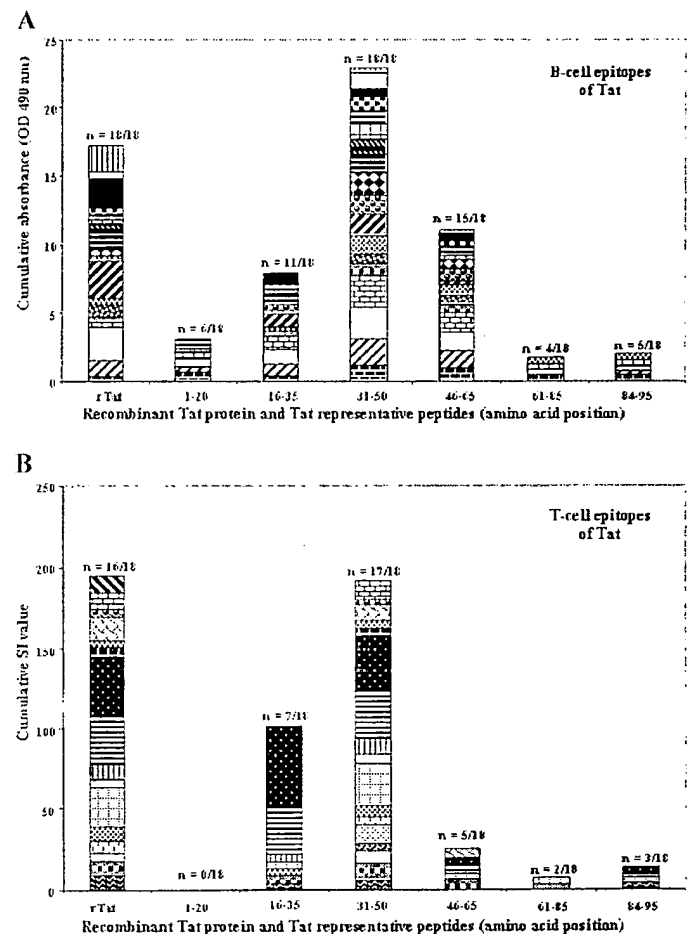 A
25
20
15
10
5
0
Cumulative absorbance (OD 490 nm)
B-cell epitopes
of Tat
n = 18/18
n = 6/18
n = 11/18
n = 18/18
n = 15/18
n = 4/18
n = 5/18
rTat 1-20 16-35 31-50 46-65 61-85 84-95
Recombinant Tat protein and Tat representative peptides (amino acid position)
B
250
200
150
100
50
0
Cumulative SI value
T-cell epitopes
of Tat
n = 16/18
n = 0/18
n = 7/18
n = 17/18
n = 5/18
n = 2/18
n = 3/18
rTat 1-20 16-35 31-50 46-65 61-85 84-95
Recombinant Tat protein and Tat representative peptides (amino acid position)